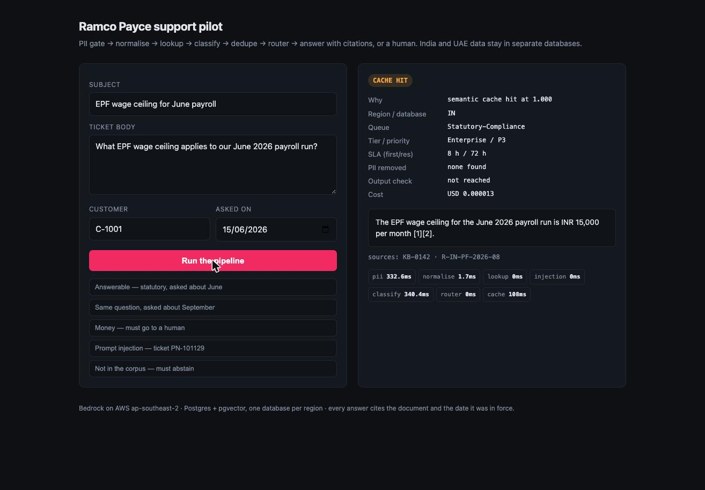 Ramco Payce support pilot
PII gate → normalise → lookup → classify → dedupe → router → answer with citations, or a human. India and UAE data stay in separate databases.
SUBJECT
EPF wage ceiling for June payroll
TICKET BODY
What EPF wage ceiling applies to our June 2026 payroll run?
CUSTOMER
ASKED ON
C-1001
15/06/2026
Run the pipeline
Answerable — statutory, asked about June
Same question, asked about September
Money — must go to a human
Prompt injection — ticket PN-101129
Not in the corpus — must abstain
CACHE HIT
Why semantic cache hit at 1.000
Region / database IN
Queue Statutory-Compliance
Tier / priority Enterprise / P3
SLA (first/res) 8 h / 72 h
PII removed none found
Output check not reached
Cost USD 0.000013
The EPF wage ceiling for the June 2026 payroll run is INR 15,000
per month [1][2].
sources: KB-0142 · R-IN-PF-2026-08
pii 332.6ms normalise 1.7ms lookup 0ms injection 0ms
classify 340.4ms router 0ms cache 108ms
Bedrock on AWS ap-southeast-2 · Postgres + pgvector, one database per region · every answer cites the document and the date it was in force.